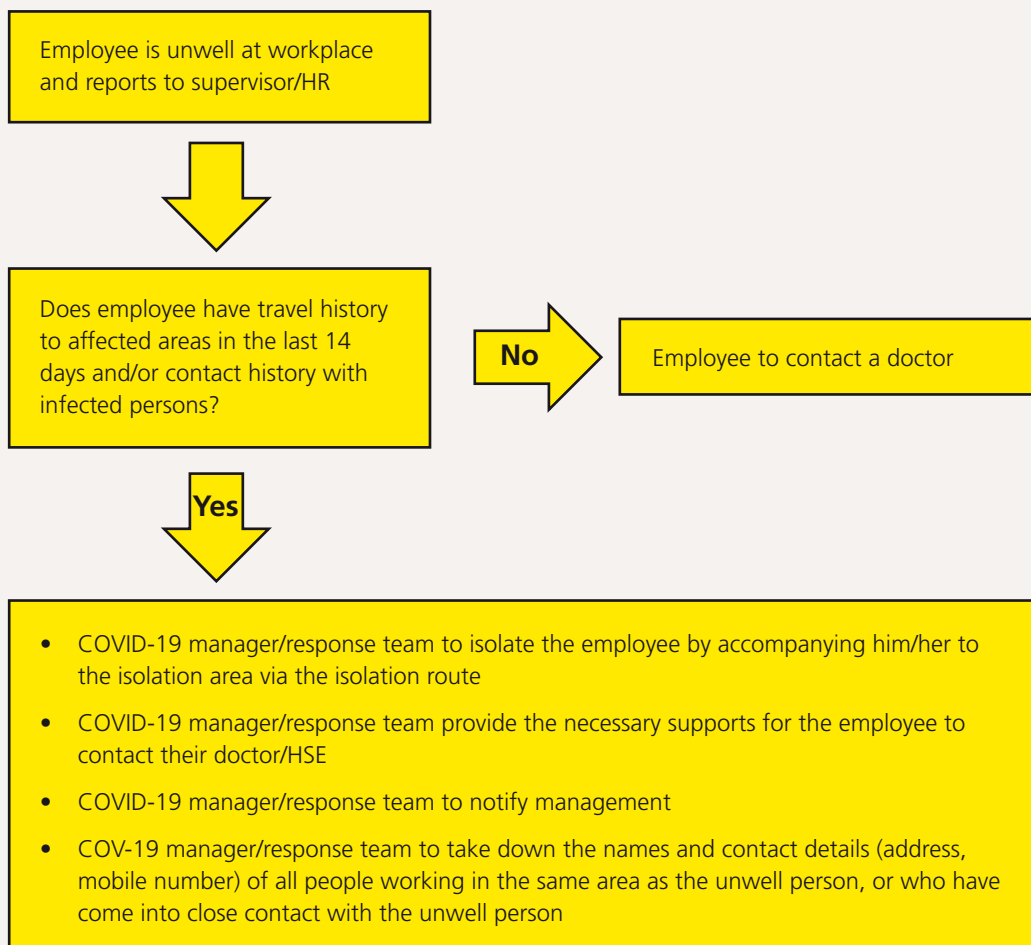 Employee is unwell at workplace
and reports to supervisor/HR
Does employee have travel history
to affected areas in the last 14
days and/or contact history with
infected persons?
No
Employee to contact a doctor
Yes
• COVID-19 manager/response team to isolate the employee by accompanying him/her to
the isolation area via the isolation route
• COVID-19 manager/response team provide the necessary supports for the employee to
contact their doctor/HSE
• COVID-19 manager/response team to notify management
• COV-19 manager/response team to take down the names and contact details (address,
mobile number) of all people working in the same area as the unwell person, or who have
come into close contact with the unwell person